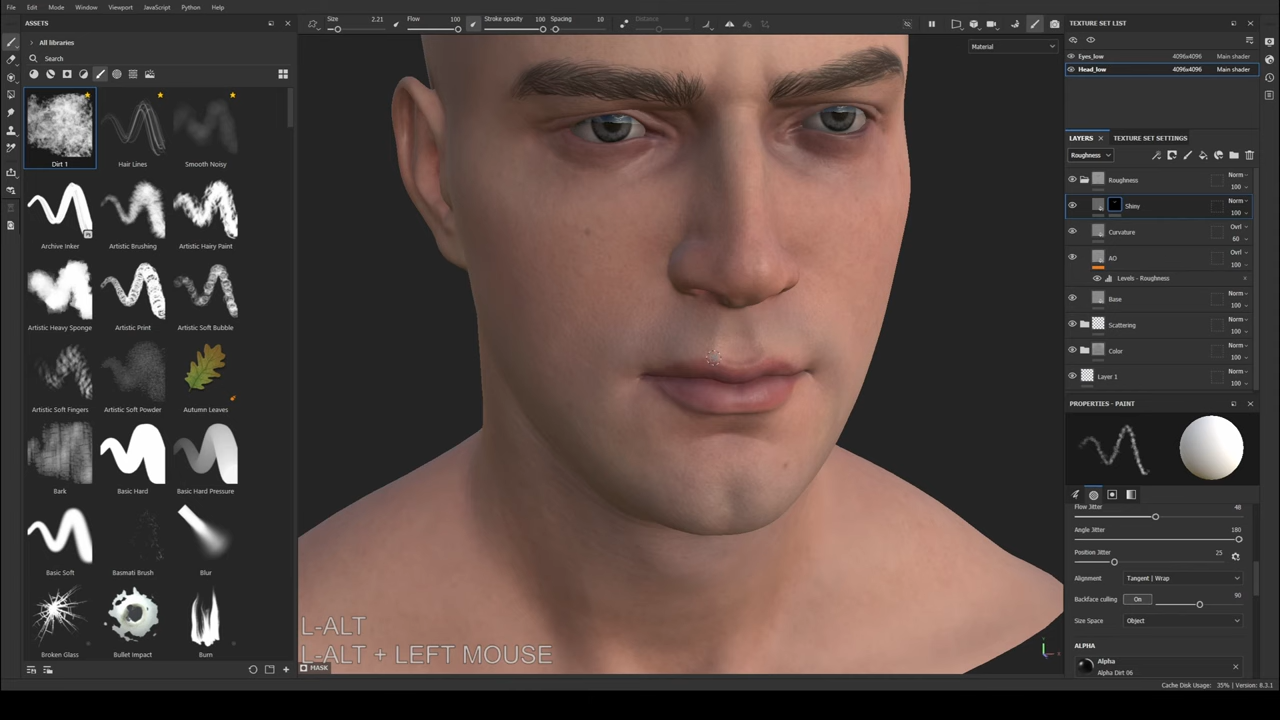 File Edit Mode Window Viewport JavaScript Python Help
ASSETS
All libraries
Search
Dirt 1
Hair Lines
Smooth Noisy
Archive Inker
Artistic Brushing
Artistic Hairy Paint
Artistic Heavy Sponge
Artistic Print
Artistic Soft Bubble
Artistic Soft Fingers
Artistic Soft Powder
Autumn Leaves
Bark
Basic Hard
Basic Hard Pressure
Basic Soft
Basmati Brush
Blur
Broken Glass
Bullet Impact
Burn
Size 2.21
Flow 100
Stroke opacity 100
Spacing 10
Distance 8
Material
L-ALT
L-ALT + LEFT MOUSE
MASK
TEXTURE SET LIST
Eyes_low 4096x4096 Main shader
Head_low 4096x4096 Main shader
LAYERS TEXTURE SET SETTINGS
Roughness
Roughness Norm 100
Shiny Norm 100
Curvature Ovrl 60
AO Ovrl 100
Levels - Roughness
Base Norm 100
Scattering Norm 100
Color Norm 100
Layer 1 Norm 100
PROPERTIES - PAINT
Flow Jitter 48
Angle Jitter 180
Position Jitter 25
Alignment Tangent | Wrap
Backface culling On 90
Size Space Object
ALPHA
Alpha
Alpha Dirt 06
Cache Disk Usage: 35% | Version: 8.3.1